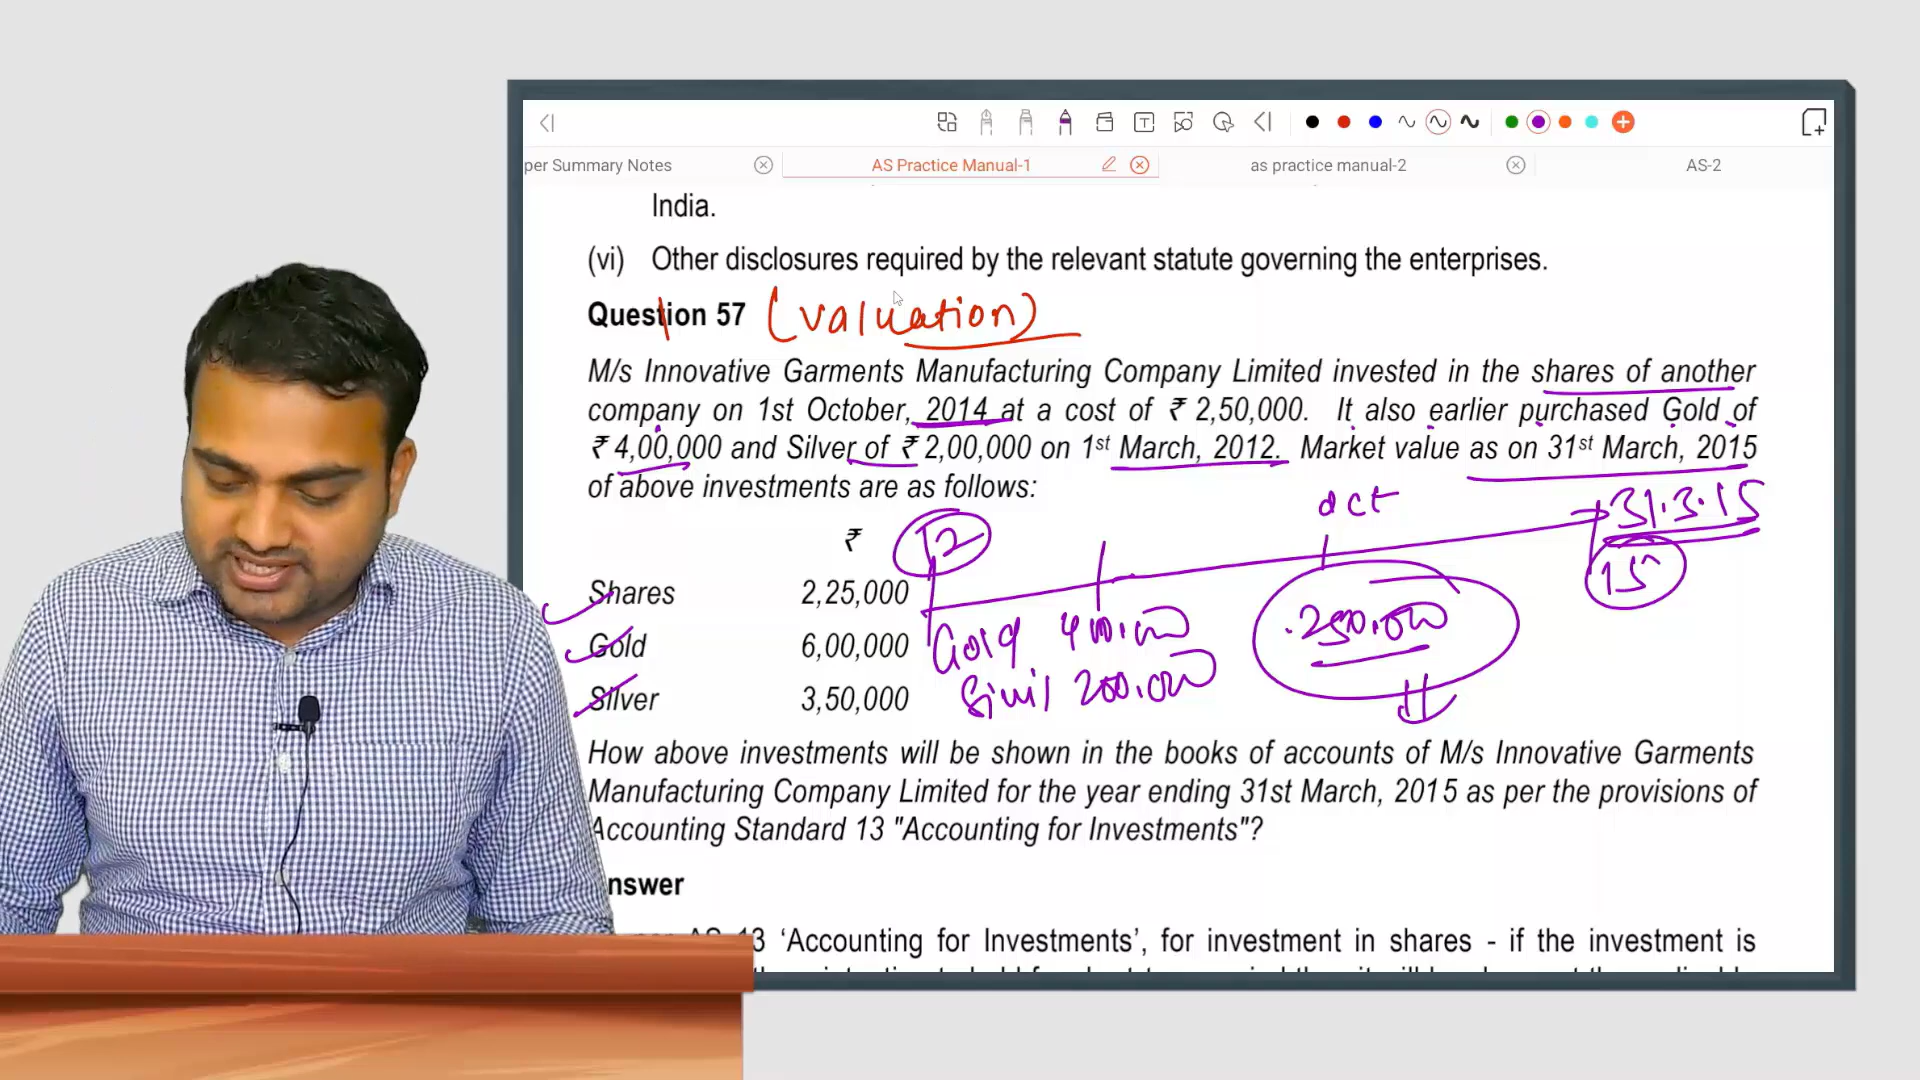 per Summary Notes
AS Practice Manual-1
as practice manual-2
AS-2
India.
(vi) Other disclosures required by the relevant statute governing the enterprises.
Question 57 (valuation)
M/s Innovative Garments Manufacturing Company Limited invested in the shares of another
company on 1st October, 2014 at a cost of ₹ 2,50,000. It also earlier purchased Gold of
₹ 4,00,000 and Silver of ₹ 2,00,000 on 1st March, 2012. Market value as on 31st March, 2015
of above investments are as follows:
oct
31.3.15
₹
12
15
Shares 2,25,000
Gold 400.000
250.000
Gold 6,00,000
200.000
Silver 3,50,000
How above investments will be shown in the books of accounts of M/s Innovative Garments
Manufacturing Company Limited for the year ending 31st March, 2015 as per the provisions of
Accounting Standard 13 "Accounting for Investments"?
nswer
13 ‘Accounting for Investments’, for investment in shares - if the investment is